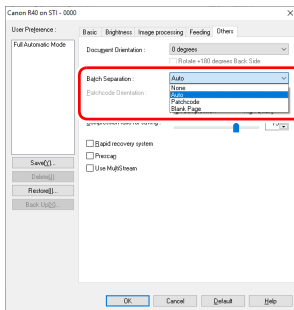 Canon R40 on STI - 0000
User Preference :
Full Automatic Mode
Save(V)...
Delete(J)
Restore(I)...
Back Up(G)...
Basic Brightness Image processing Feeding Others
Document Orientation : 0 degrees
Rotate +180 degrees Back Side
Batch Separation : Auto
None
Auto
Patchcode
Blank Page
Patchcode Orientation :
Rapid recovery system
Prescan
Use MultiStream
OK Cancel Default Help